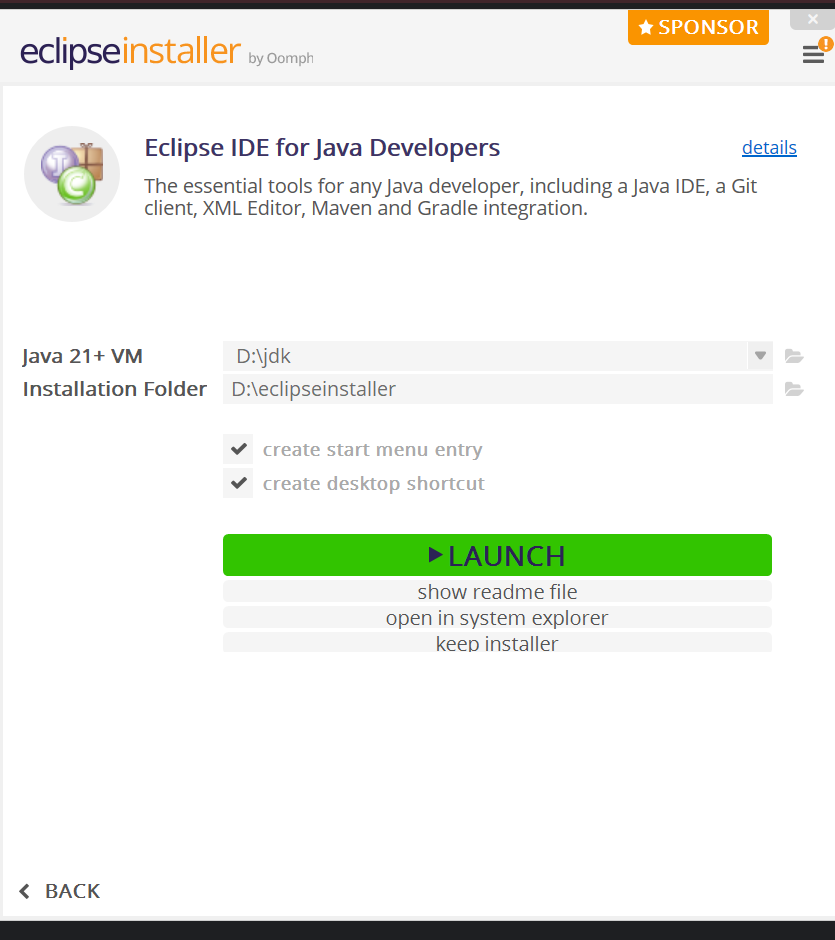 SPONSOR
eclipseinstaller by Oomph
Eclipse IDE for Java Developers
details
The essential tools for any Java developer, including a Java IDE, a Git
client, XML Editor, Maven and Gradle integration.
Java 21+ VM
D:\jdk
Installation Folder
D:\eclipseinstaller
create start menu entry
create desktop shortcut
LAUNCH
show readme file
open in system explorer
keep installer
BACK